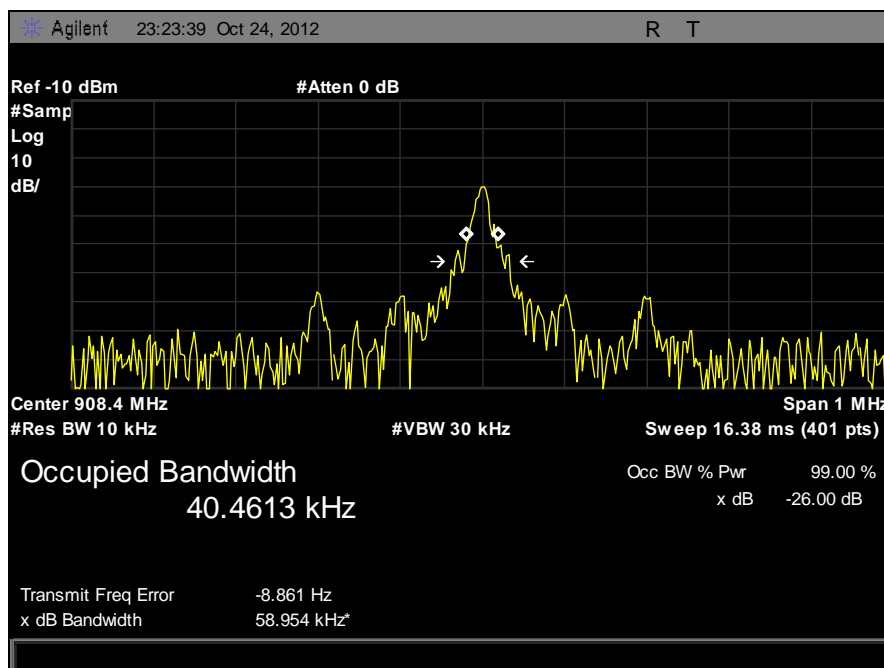 Agilent 23:23:39 Oct 24, 2012 R T
Ref -10 dBm #Atten 0 dB
#Samp
Log
10
dB/
Center 908.4 MHz Span 1 MHz
#Res BW 10 kHz #VBW 30 kHz Sweep 16.38 ms (401 pts)
Occupied Bandwidth Occ BW % Pwr 99.00 %
40.4613 kHz x dB -26.00 dB
Transmit Freq Error -8.861 Hz
x dB Bandwidth 58.954 kHz*